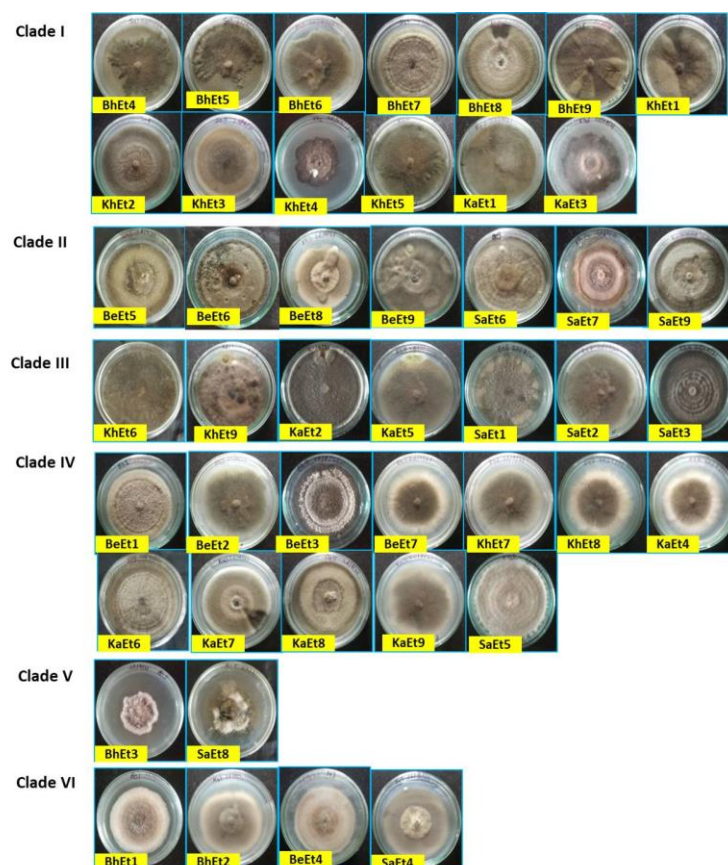 Clade I
BhEt4 BhEt5 BhEt6 BhEt7 BhEt8 BhEt9 KhEt1
KhEt2 KhEt3 KhEt4 KhEt5 KaEt1 KaEt3
Clade II
BeEt5 BeEt6 BeEt8 BeEt9 SaEt6 SaEt7 SaEt9
Clade III
KhEt6 KhEt9 KaEt2 KaEt5 SaEt1 SaEt2 SaEt3
Clade IV
BeEt1 BeEt2 BeEt3 BeEt7 KhEt7 KhEt8 KaEt4
KaEt6 KaEt7 KaEt8 KaEt9 SaEt5
Clade V
BhEt3 SaEt8
Clade VI
BhEt1 BhEt2 BeEt4 SaEt4